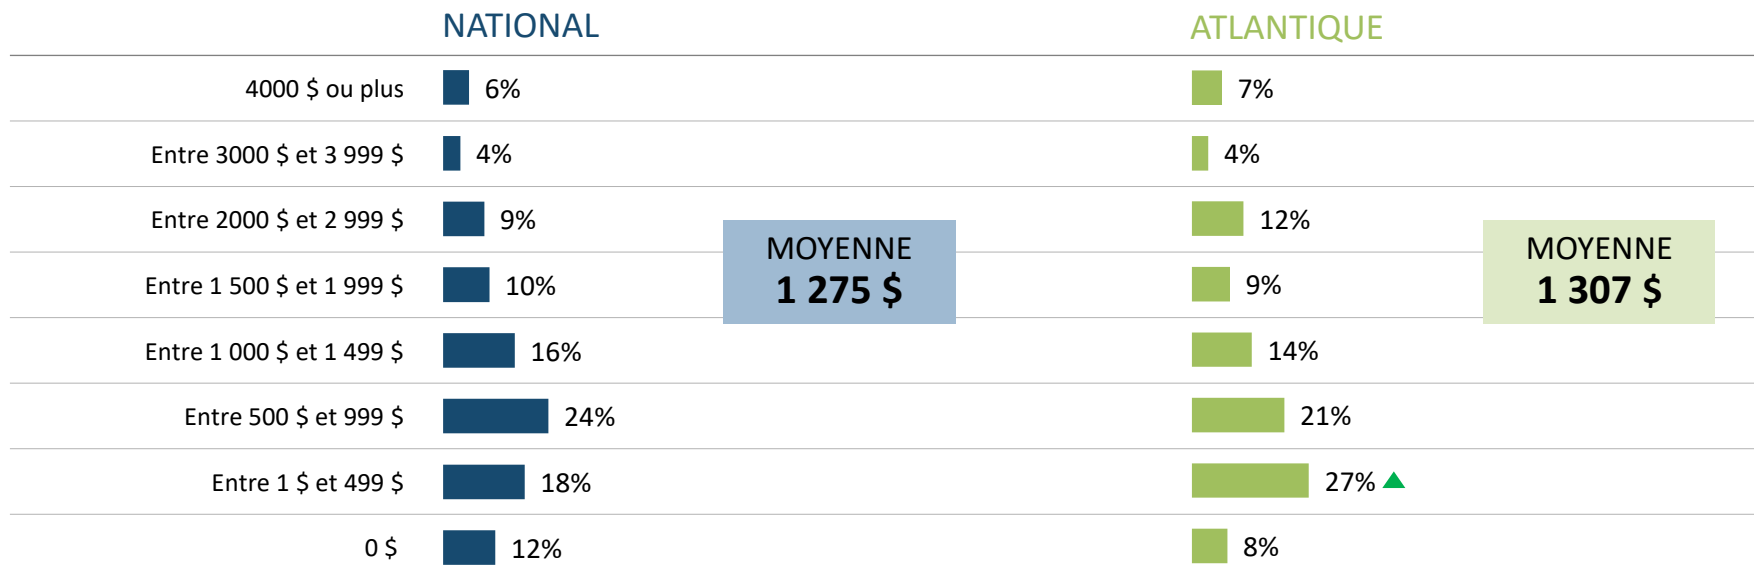 NATIONAL ATLANTIQUE
4000 $ ou plus 6% 7%
Entre 3000 $ et 3 999 $ 4% 4%
Entre 2000 $ et 2 999 $ 9% 12%
MOYENNE MOYENNE
Entre 1 500 $ et 1 999 $ 10% 1 275 $ 9% 1 307 $
Entre 1 000 $ et 1 499 $ 16% 14%
Entre 500 $ et 999 $ 24% 21%
Entre 1 $ et 499 $ 18% 27%
0 $ 12% 8%